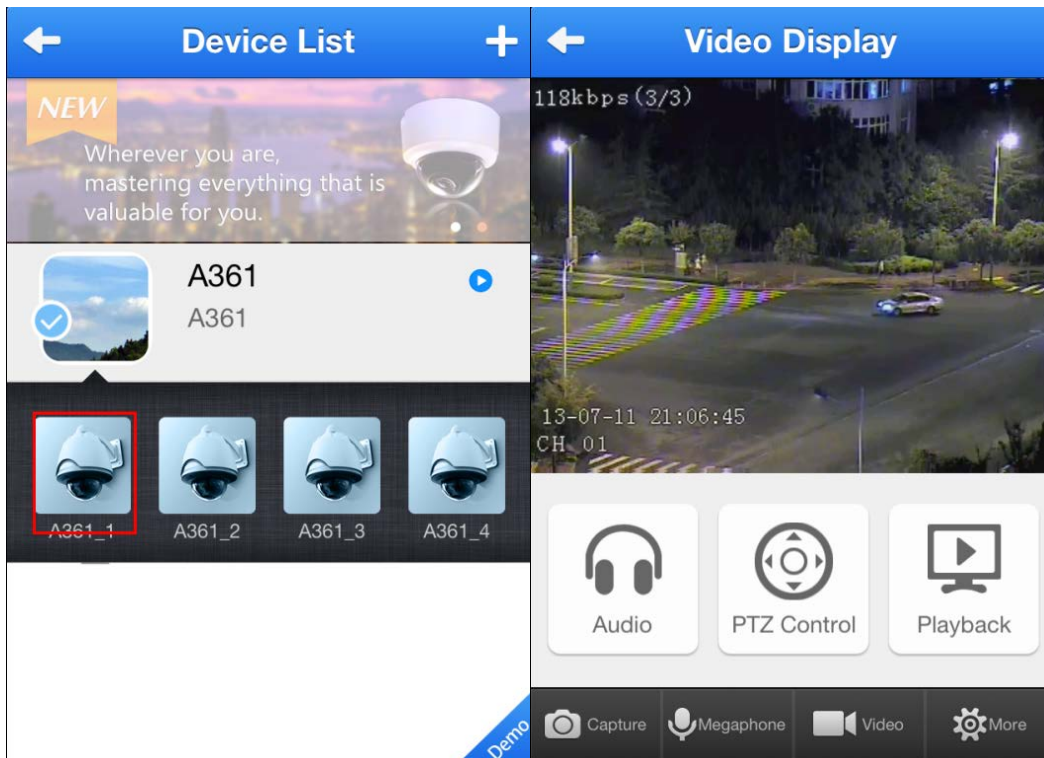 Device List
NEW
Wherever you are,
mastering everything that is
valuable for you.
A361
A361
A361_1
A361_2
A361_3
A361_4
Demo
Video Display
118kbps(3/3)
13-07-11 21:06:45
CH 01
Audio
PTZ Control
Playback
Capture
Megaphone
Video
More